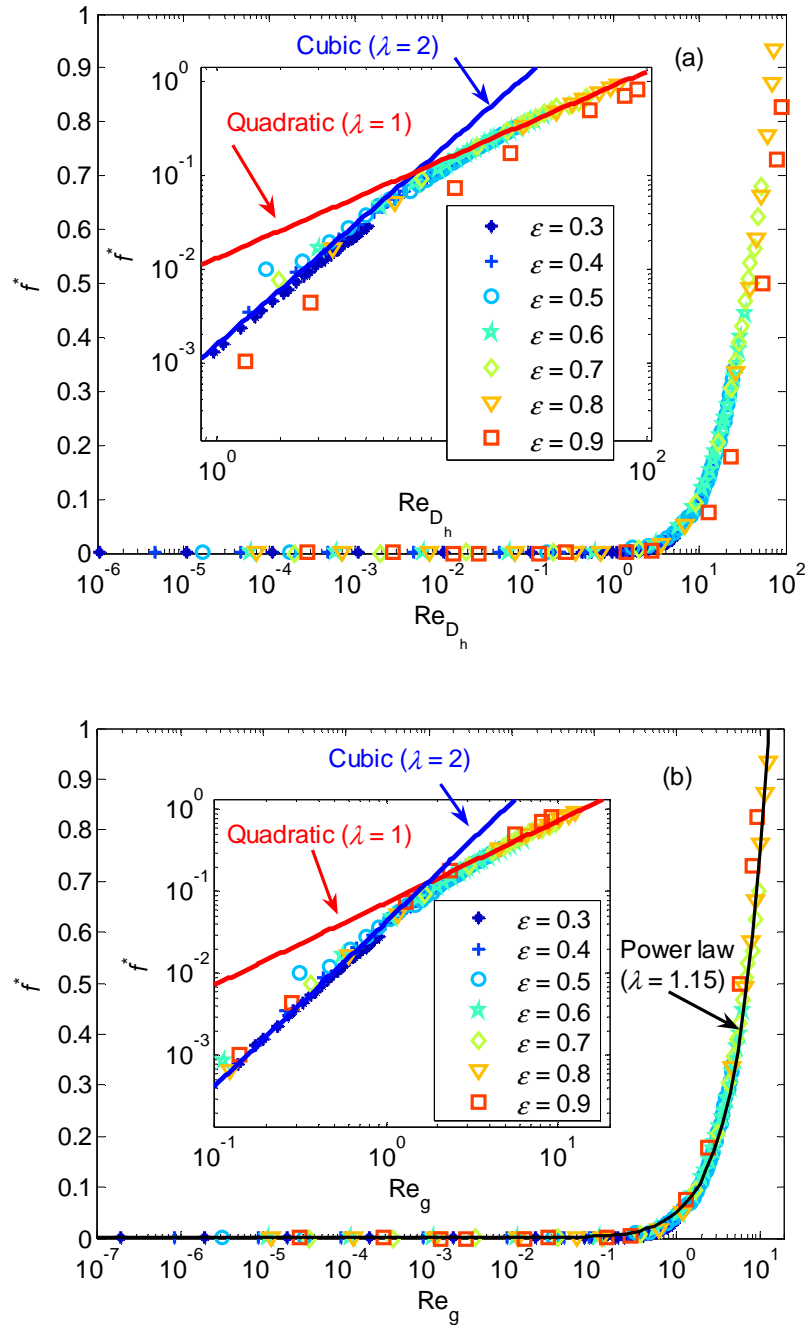 (a)
Cubic (λ = 2)
Quadratic (λ = 1)
f*
1
0.9
0.8
0.7
0.6
0.5
0.4
0.3
0.2
0.1
0
10^0
10^-1
10^-2
10^-3
f*
10^0 10^2
Re_{D_h}
ε = 0.3
ε = 0.4
ε = 0.5
ε = 0.6
ε = 0.7
ε = 0.8
ε = 0.9
10^-6 10^-5 10^-4 10^-3 10^-2 10^-1 10^0 10^1 10^2
Re_{D_h}
(b)
Cubic (λ = 2)
Quadratic (λ = 1)
Power law
(λ = 1.15)
f*
1
0.9
0.8
0.7
0.6
0.5
0.4
0.3
0.2
0.1
0
10^0
10^-1
10^-2
10^-3
f*
10^-1 10^0 10^1
Re_g
ε = 0.3
ε = 0.4
ε = 0.5
ε = 0.6
ε = 0.7
ε = 0.8
ε = 0.9
10^-7 10^-6 10^-5 10^-4 10^-3 10^-2 10^-1 10^0 10^1
Re_g